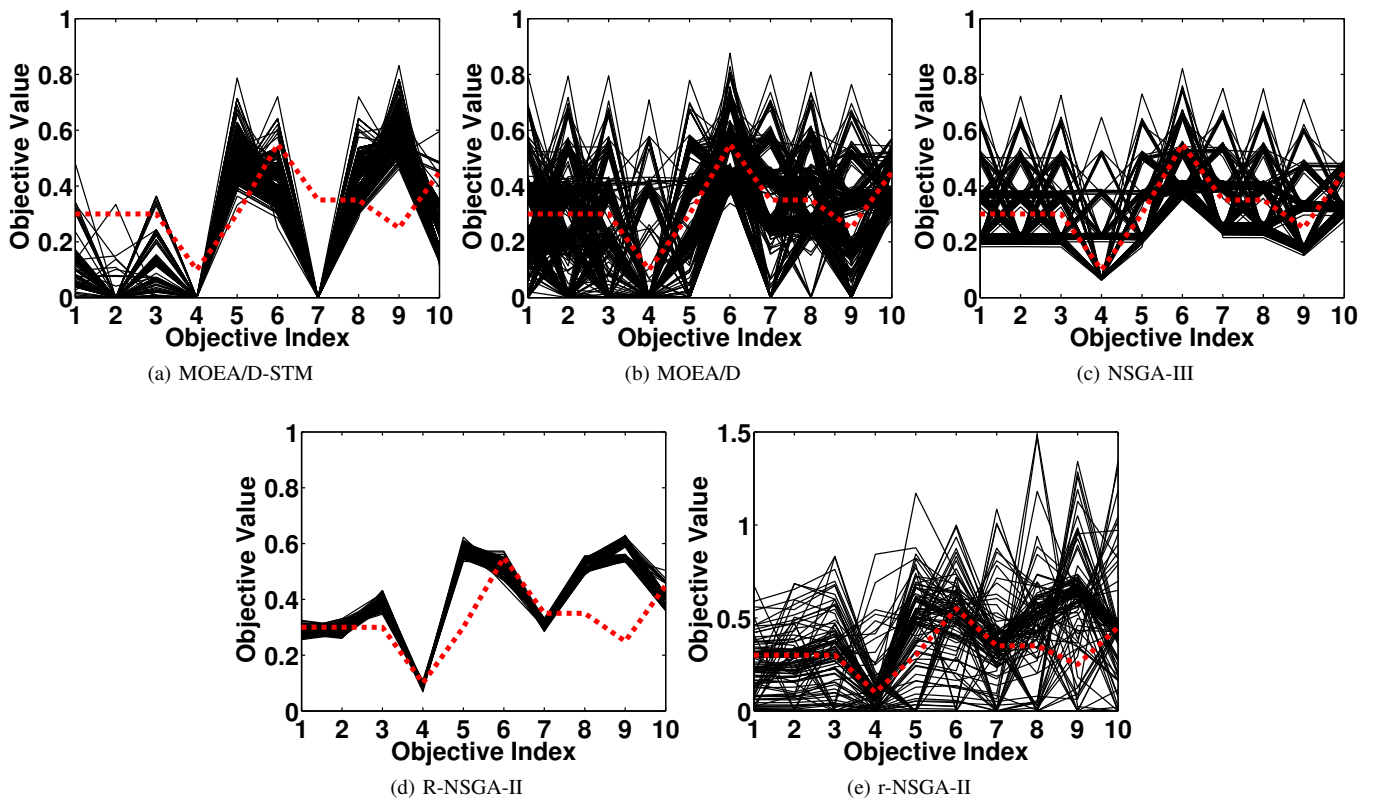 1
0.8
0.6
0.4
0.2
0
Objective Value
1 2 3 4 5 6 7 8 9 10
Objective Index
(a) MOEA/D-STM
1
0.8
0.6
0.4
0.2
0
Objective Value
1 2 3 4 5 6 7 8 9 10
Objective Index
(b) MOEA/D
1
0.8
0.6
0.4
0.2
0
Objective Value
1 2 3 4 5 6 7 8 9 10
Objective Index
(c) NSGA-III
1
0.8
0.6
0.4
0.2
0
Objective Value
1 2 3 4 5 6 7 8 9 10
Objective Index
(d) R-NSGA-II
1.5
1
0.5
0
Objective Value
1 2 3 4 5 6 7 8 9 10
Objective Index
(e) r-NSGA-II